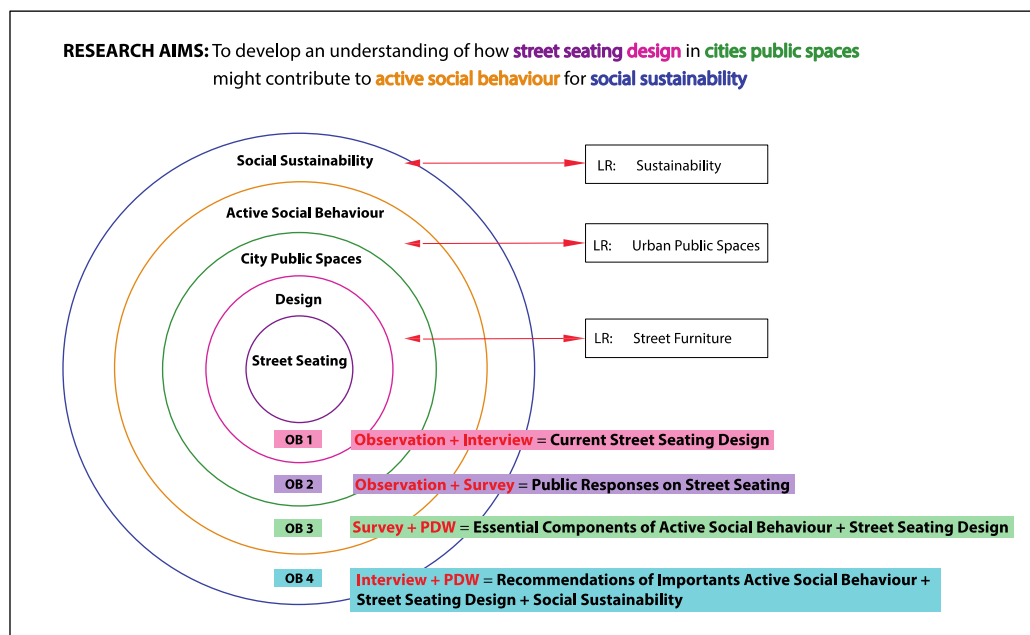 RESEARCH AIMS: To develop an understanding of how street seating design in cities public spaces
might contribute to active social behaviour for social sustainability
Social Sustainability
LR: Sustainability
Active Social Behaviour
LR: Urban Public Spaces
City Public Spaces
Design
LR: Street Furniture
Street Seating
OB 1 Observation + Interview = Current Street Seating Design
OB 2 Observation + Survey = Public Responses on Street Seating
OB 3 Survey + PDW = Essential Components of Active Social Behaviour + Street Seating Design
OB 4 Interview + PDW = Recommendations of Importants Active Social Behaviour +
Street Seating Design + Social Sustainability